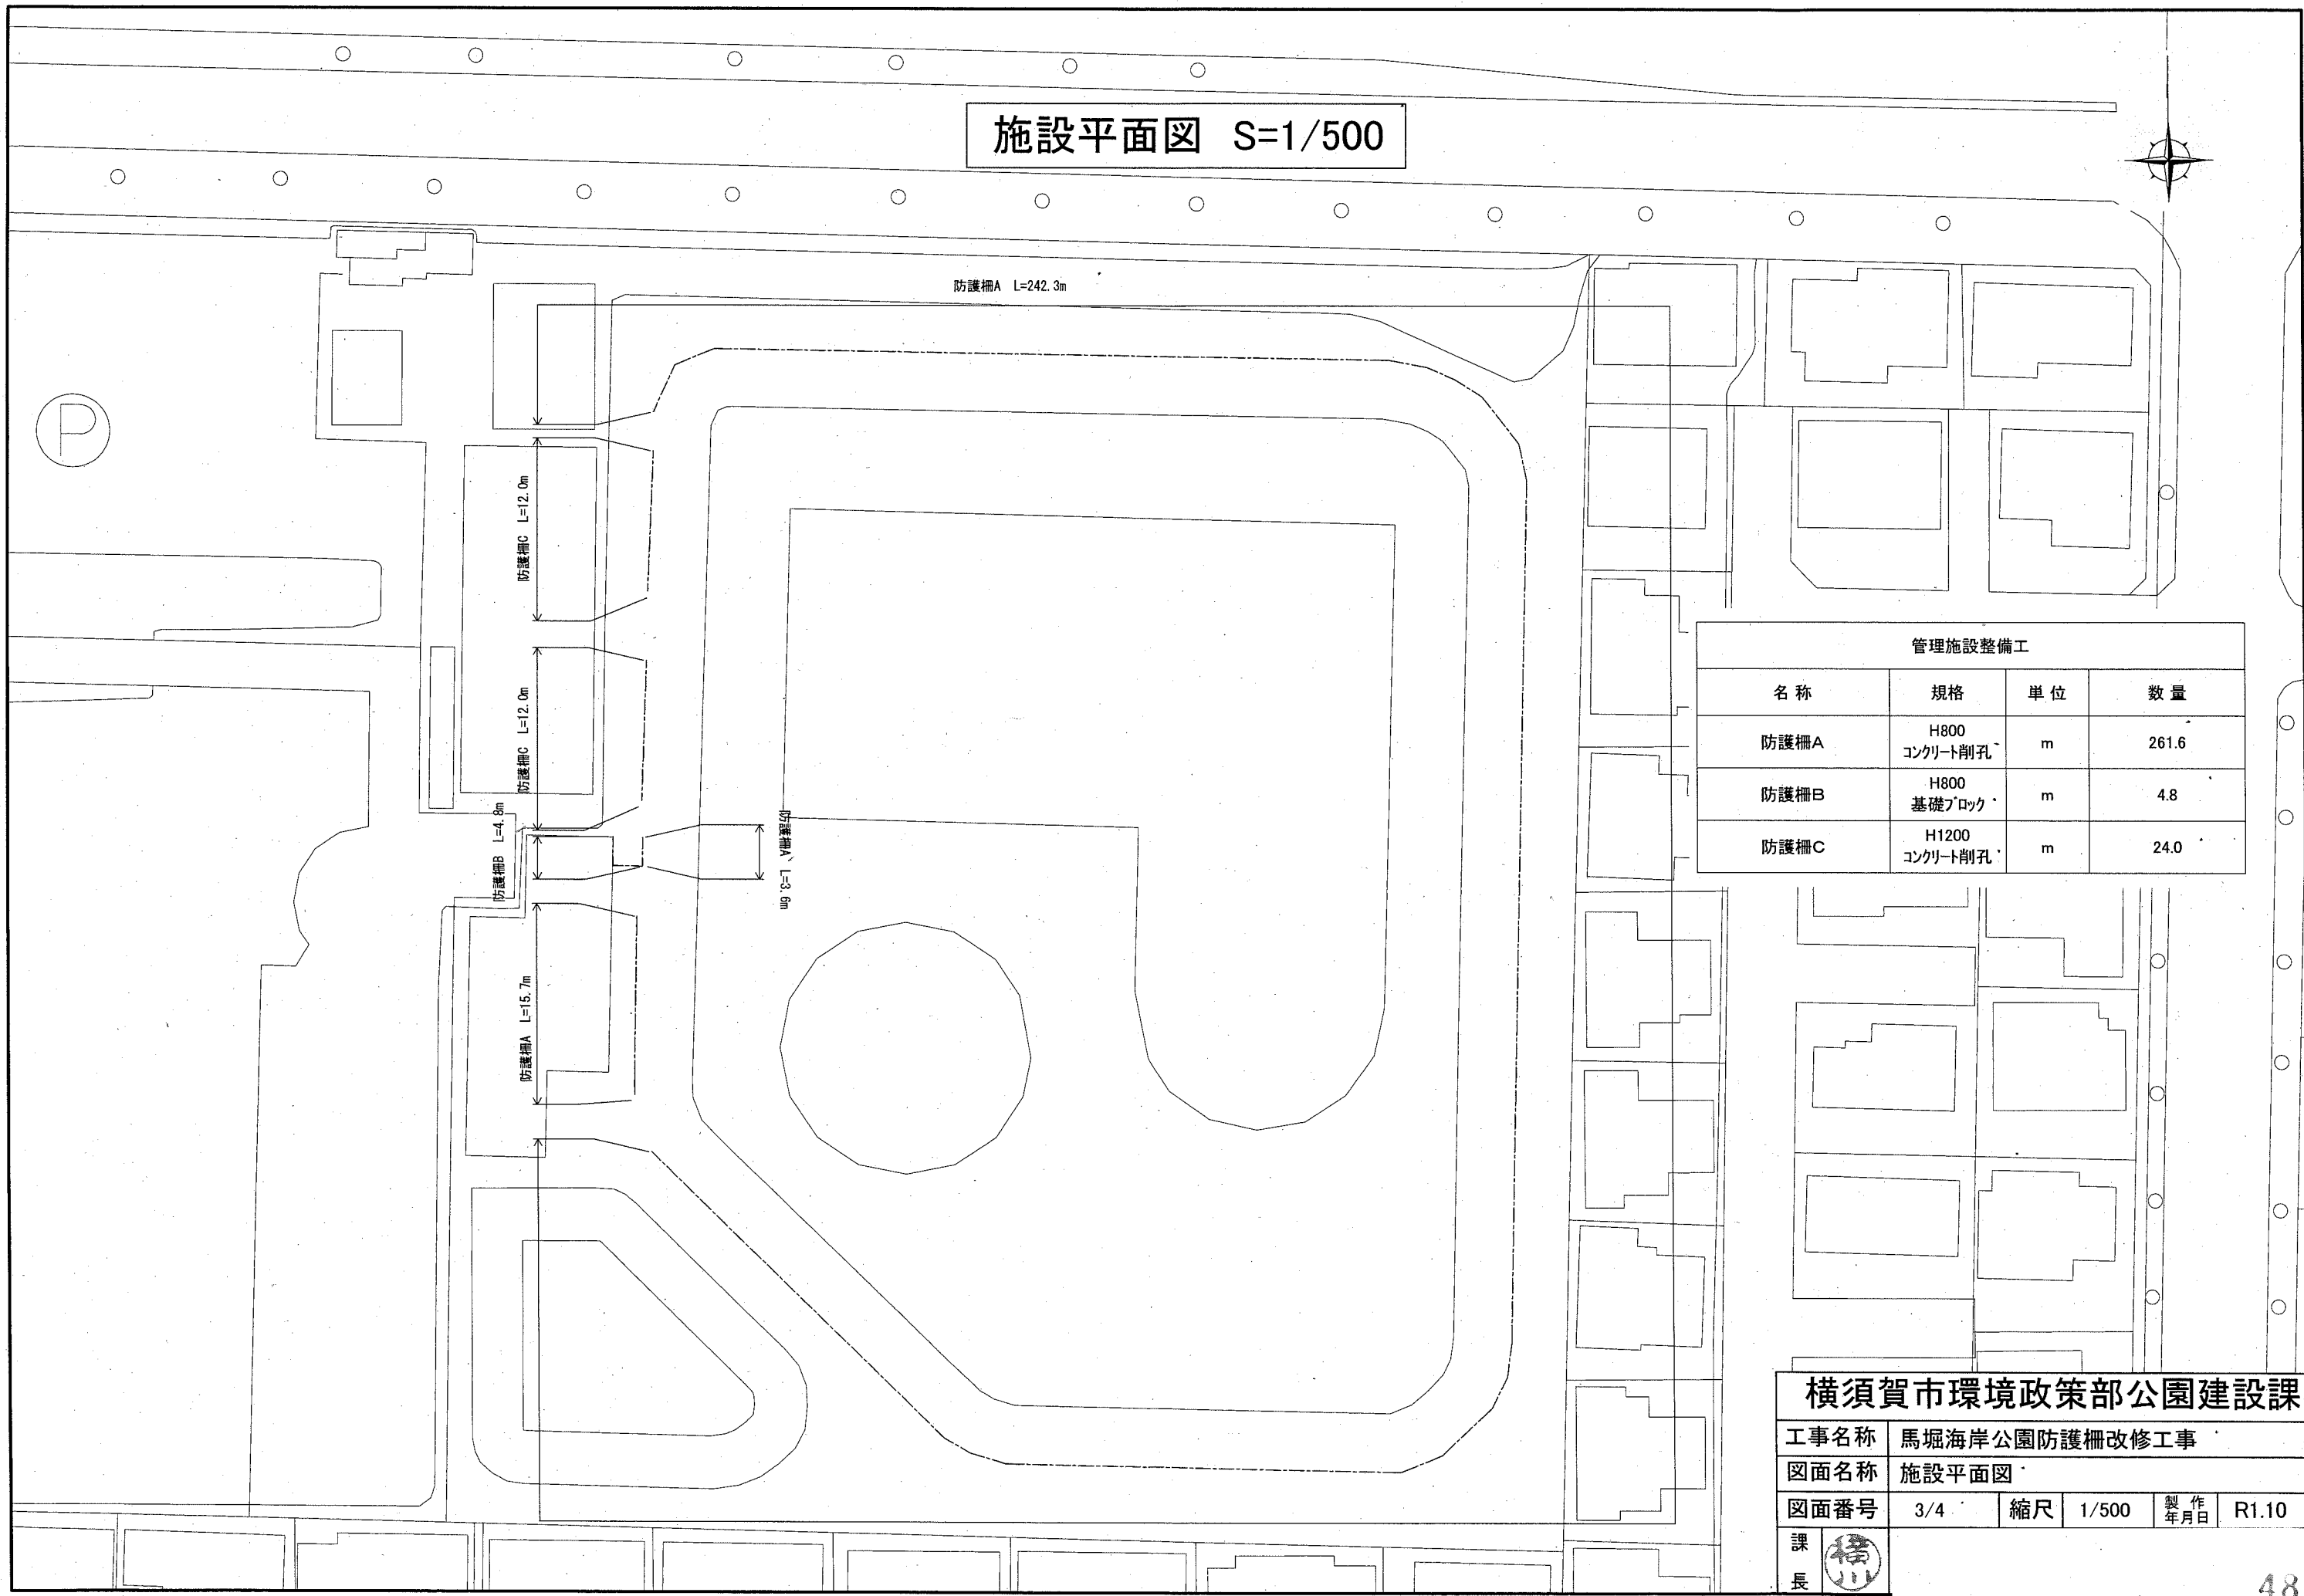 施設平面図 S=1/500
防護柵A L=242.3m
P
防護柵C L=12.0m
防護柵C L=12.0m
防護柵B L=4.8m
防護柵A L=3.6m
防護柵A L=15.7m
管理施設整備工
名称 規格 単位 数量
防護柵A H800 コンクリート削孔 m 261.6
防護柵B H800 基礎ブロック m 4.8
防護柵C H1200 コンクリート削孔 m 24.0
横須賀市環境政策部公園建設課
工事名称 馬堀海岸公園防護柵改修工事
図面名称 施設平面図
図面番号 3/4 縮尺 1/500 製作年月日 R1.10
課長
48